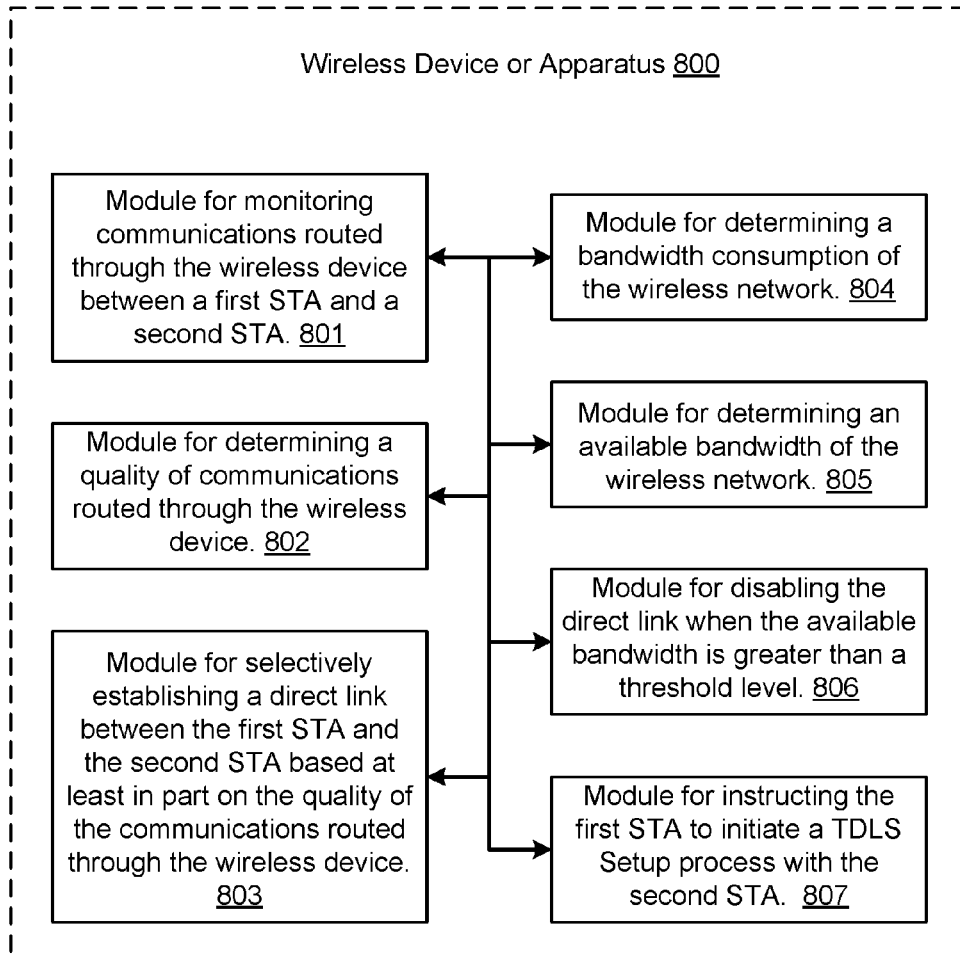 Wireless Device or Apparatus 800
Module for monitoring
communications routed
through the wireless device
between a first STA and a
second STA. 801
Module for determining a
quality of communications
routed through the wireless
device. 802
Module for selectively
establishing a direct link
between the first STA and
the second STA based at
least in part on the quality of
the communications routed
through the wireless device.
803
Module for determining a
bandwidth consumption of
the wireless network. 804
Module for determining an
available bandwidth of the
wireless network. 805
Module for disabling the
direct link when the available
bandwidth is greater than a
threshold level. 806
Module for instructing the
first STA to initiate a TDLS
Setup process with the
second STA. 807